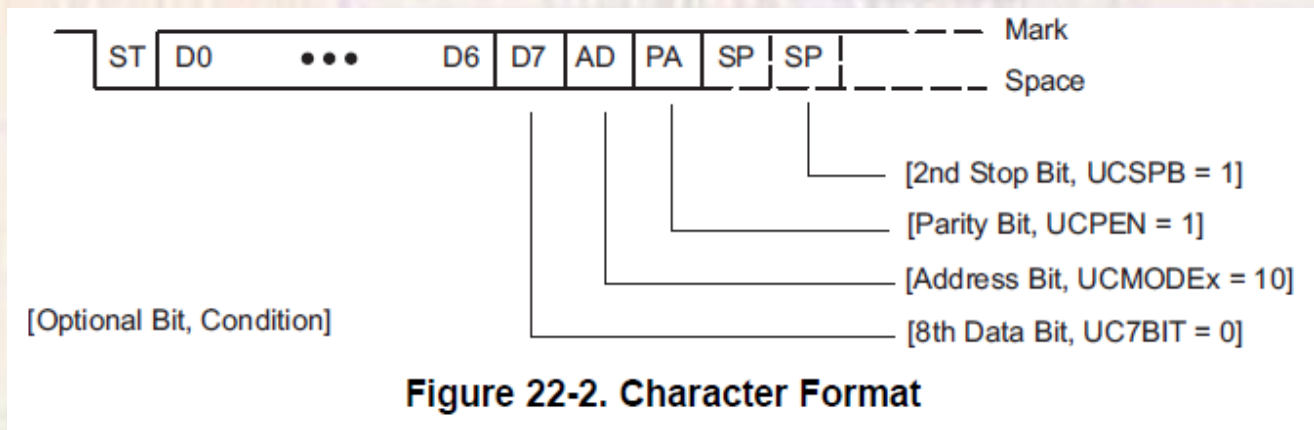 Mark
ST D0 ••• D6 D7 AD PA SP SP
Space
[2nd Stop Bit, UCSPB = 1]
[Parity Bit, UCPEN = 1]
[Address Bit, UCMODEx = 10]
[Optional Bit, Condition]
[8th Data Bit, UC7BIT = 0]
Figure 22-2. Character Format